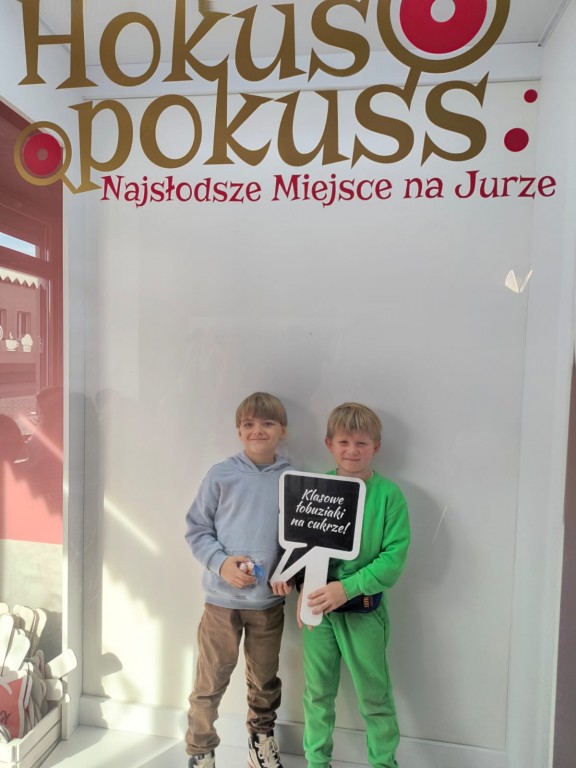 Hokus
pokuss
Najsłodsze Miejsce na Jurze
Klasowe
łobuziaki
na cukrze!